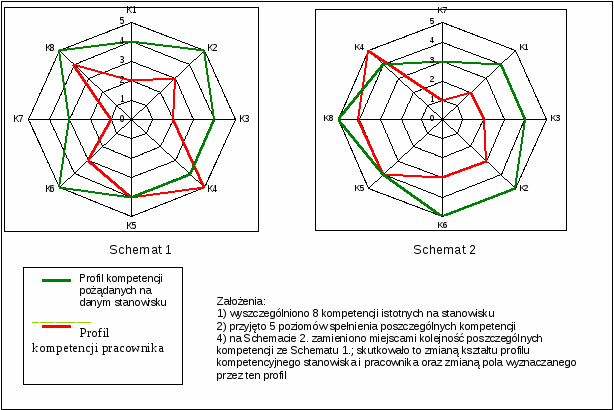 K1
5
K8
K2
4
3
2
1
K7
0
K3
K6
K4
K5
Schemat 1
K7
5
K4
K1
4
3
2
1
K8
0
K3
K5
K2
K6
Schemat 2
Profil kompetencji
pożądanych na
danym stanowisku
Profil
kompetencji pracownika
Założenia:
1) wyszczególniono 8 kompetencji istotnych na stanowisku
2) przyjęto 5 poziomów spełnienia poszczególnych kompetencji
4) na Schemacie 2. zamieniono miejscami kolejność poszczególnych
kompetencji ze Schematu 1.; skutkowało to zmianą kształtu profilu
kompetencyjnego stanowiska i pracownika oraz zmianą pola wyznaczanego
przez ten profil